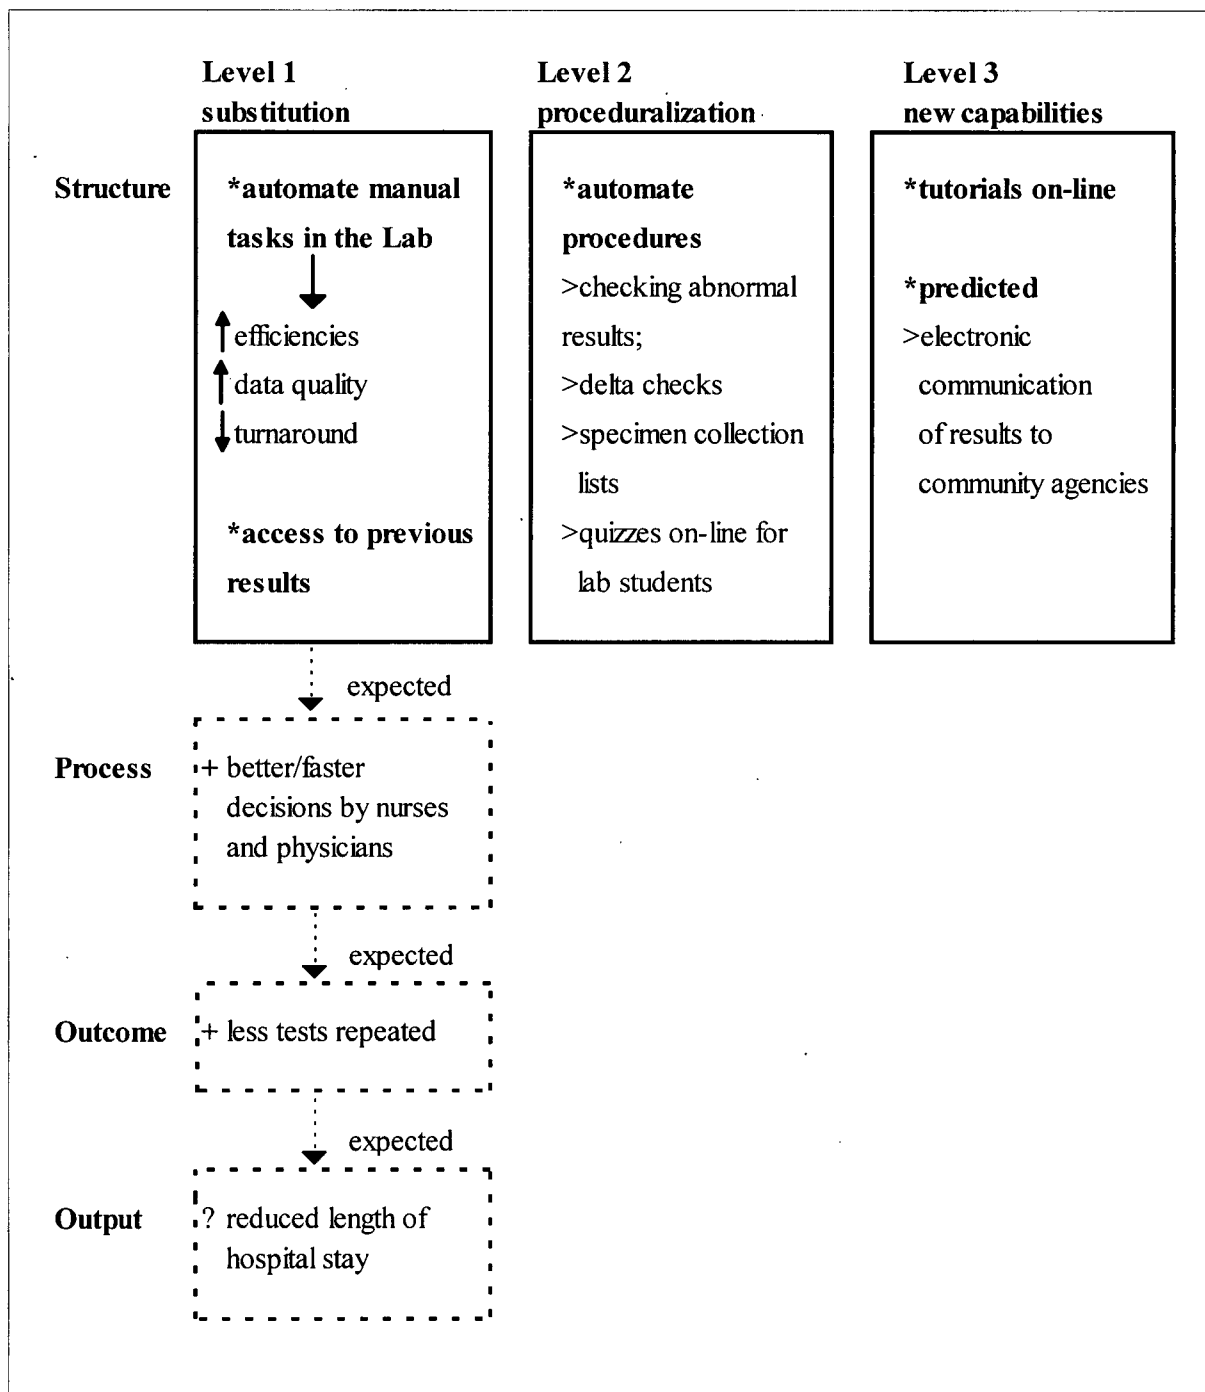 Level 1
substitution
Level 2
proceduralization
Level 3
new capabilities
Structure
*automate manual
tasks in the Lab
efficiencies
data quality
turnaround
*access to previous
results
*automate
procedures
>checking abnormal
results;
>delta checks
>specimen collection
lists
>quizzes on-line for
lab students
*tutorials on-line
*predicted
>electronic
communication
of results to
community agencies
expected
Process
+ better/faster
decisions by nurses
and physicians
expected
Outcome
+ less tests repeated
expected
Output
? reduced length of
hospital stay